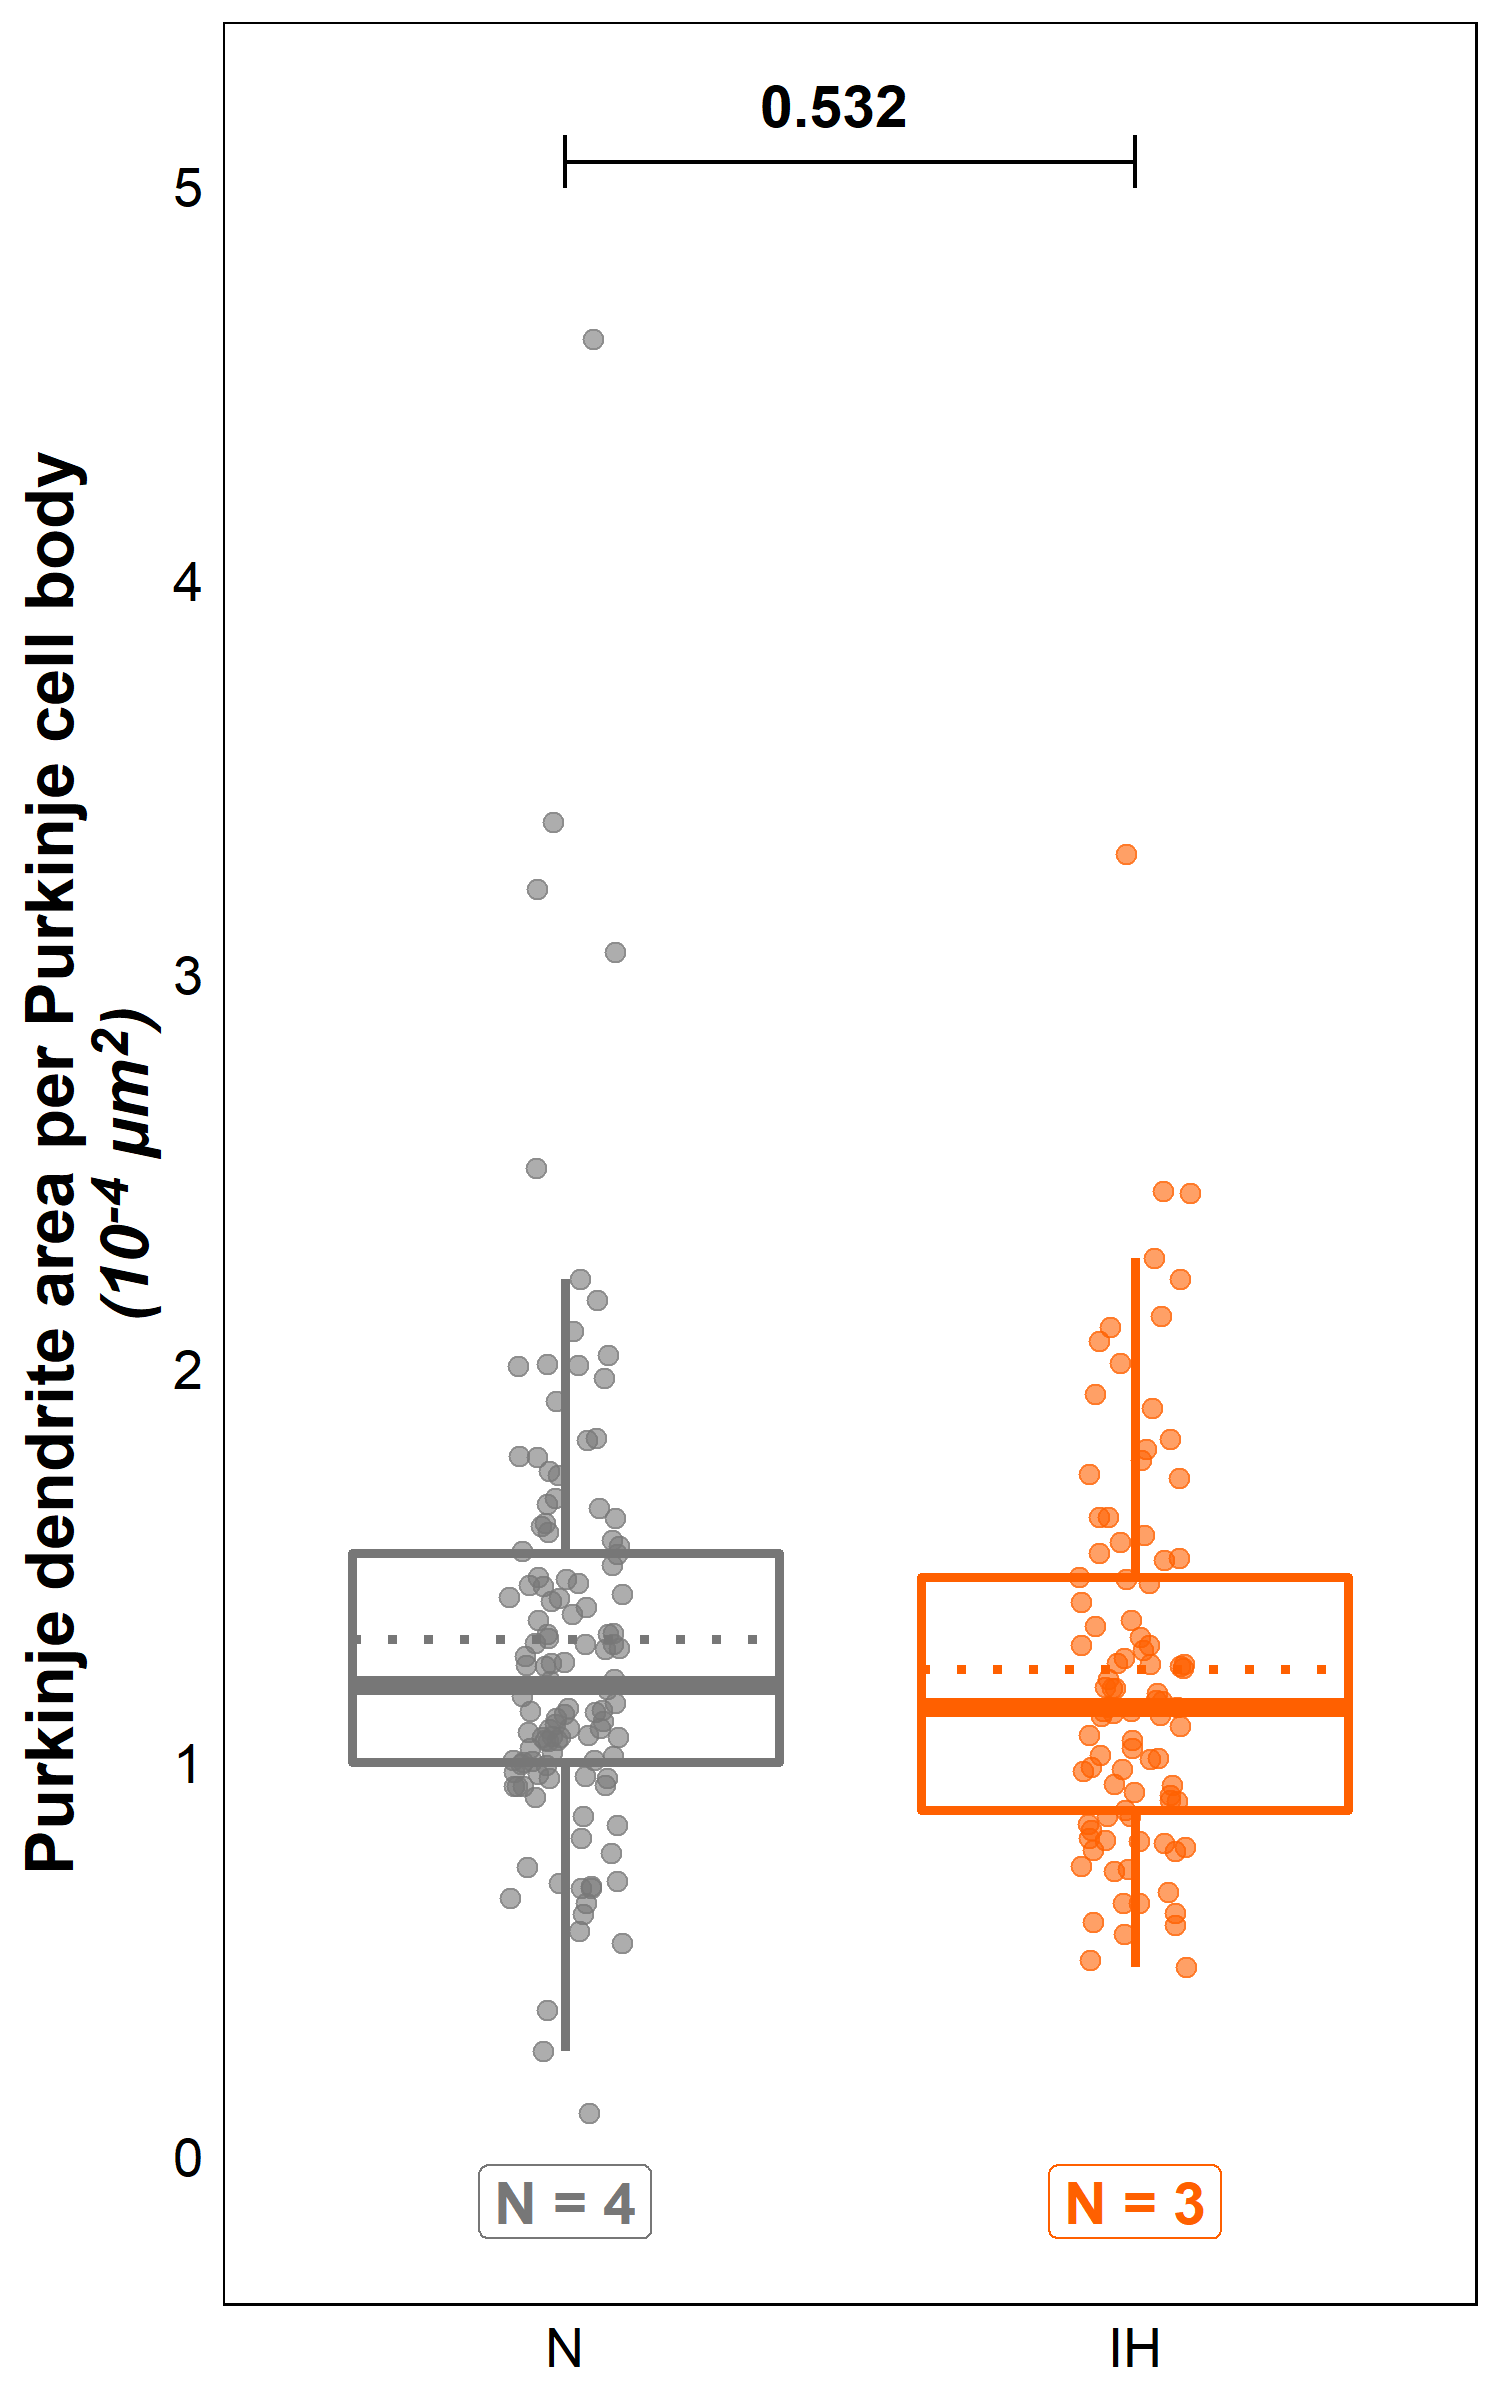 0.532
5
4
3
2
1
0
Purkinje dendrite area per Purkinje cell body
(10⁻⁴ µm²)
N = 4
N = 3
N
IH